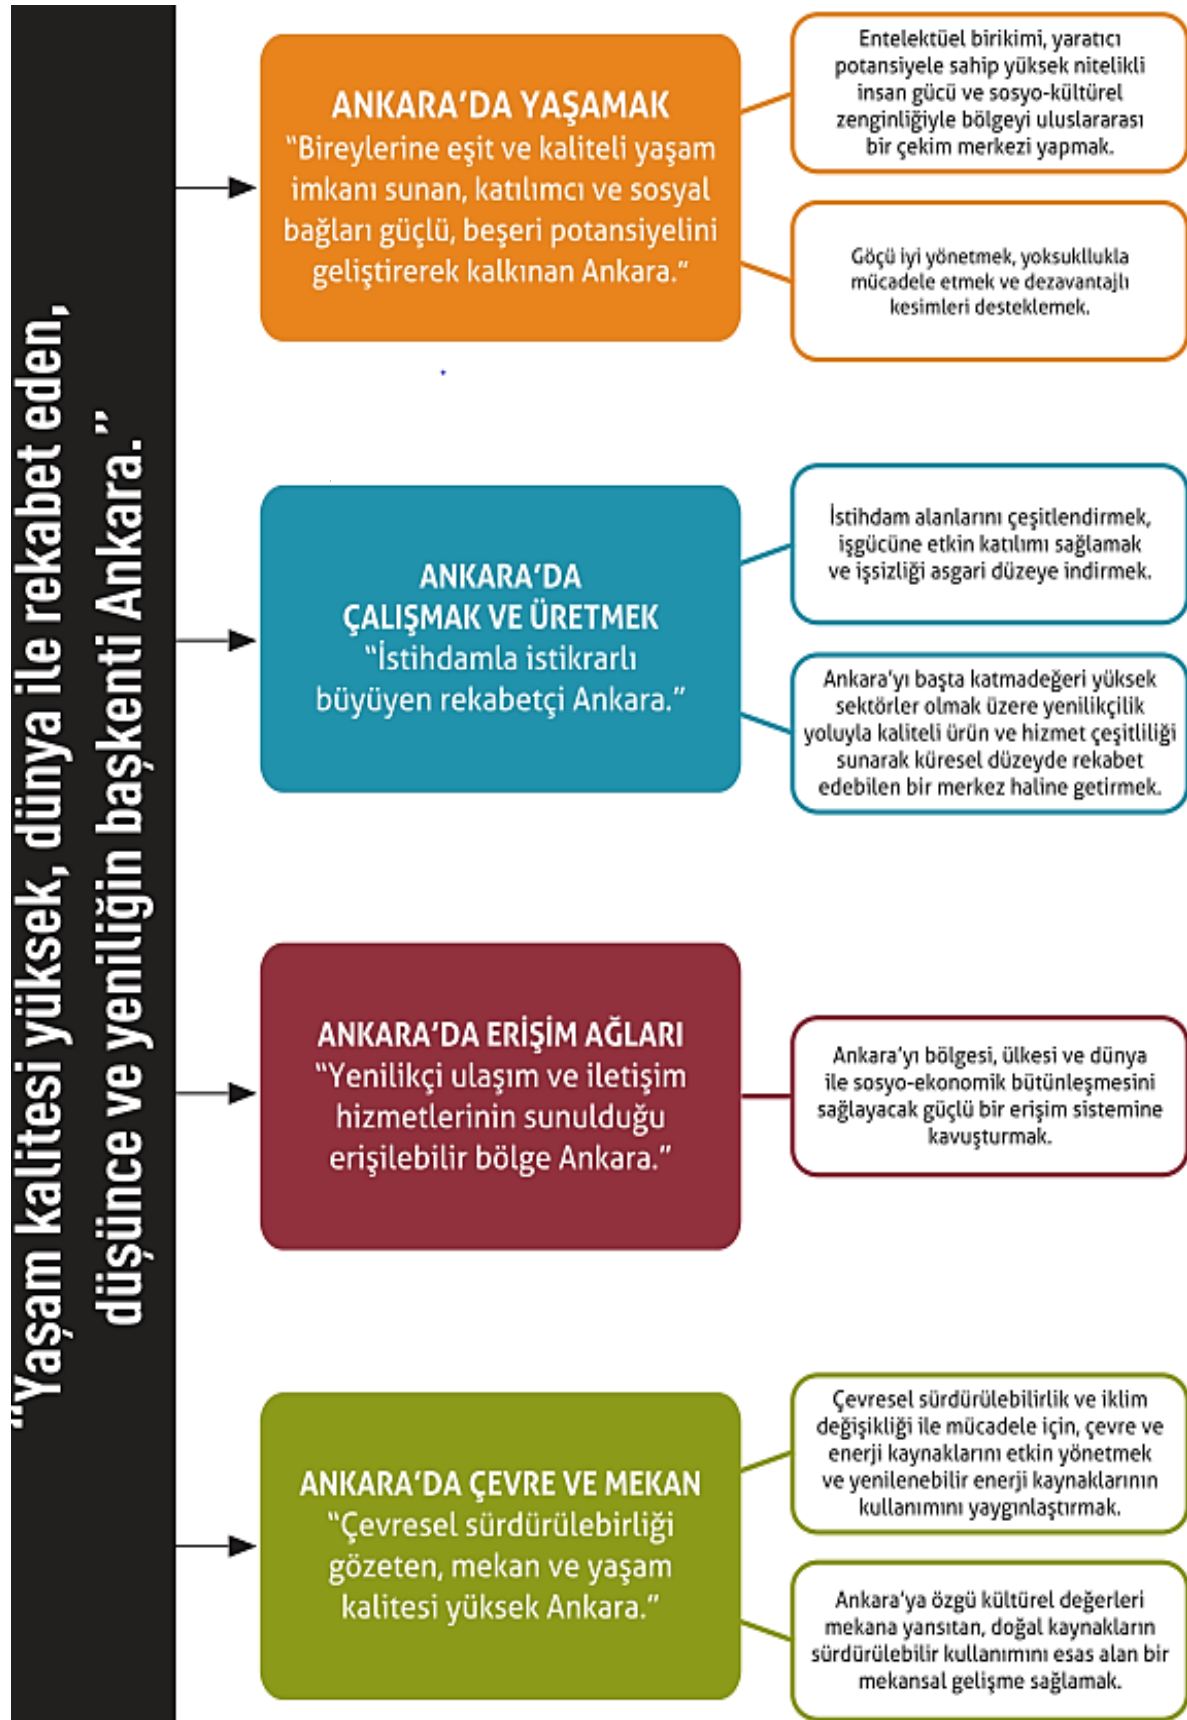 "Yaşam kalitesi yüksek, dünya ile rekabet eden,
düşünce ve yeniliğin başkenti Ankara."
ANKARA'DA YAŞAMAK
"Bireylerine eşit ve kaliteli yaşam
imkanı sunan, katılımcı ve sosyal
bağları güçlü, beşeri potansiyelini
geliştirerek kalkınan Ankara."
Entelektüel birikimi, yaratıcı
potansiyele sahip yüksek nitelikli
insan gücü ve sosyo-kültürel
zenginliğiyle bölgeyi uluslararası
bir çekim merkezi yapmak.
Göçü iyi yönetmek, yoksukllukla
mücadele etmek ve dezavantajlı
kesimleri desteklemek.
ANKARA'DA
ÇALIŞMAK VE ÜRETMEK
"İstihdamla istikrarlı
büyüyen rekabetçi Ankara."
İstihdam alanlarını çeşitlendirmek,
işgücüne etkin katılımı sağlamak
ve işsizliği asgari düzeye indirmek.
Ankara'yı başta katmadeğeri yüksek
sektörler olmak üzere yenilikçilik
yoluyla kaliteli ürün ve hizmet çeşitliliği
sunarak küresel düzeyde rekabet
edebilen bir merkez haline getirmek.
ANKARA'DA ERİŞİM AĞLARI
"Yenilikçi ulaşım ve iletişim
hizmetlerinin sunulduğu
erişilebilir bölge Ankara."
Ankara'yı bölgesi, ülkesi ve dünya
ile sosyo-ekonomik bütünleşmesini
sağlayacak güçlü bir erişim sistemine
kavuşturmak.
ANKARA'DA ÇEVRE VE MEKAN
"Çevresel sürdürülebirliği
gözeten, mekan ve yaşam
kalitesi yüksek Ankara."
Çevresel sürdürülebilirlik ve iklim
değişikliği ile mücadele için, çevre ve
enerji kaynaklarını etkin yönetmek
ve yenilenebilir enerji kaynaklarının
kullanımını yaygınlaştırmak.
Ankara'ya özgü kültürel değerleri
mekana yansıtan, doğal kaynakların
sürdürülebilir kullanımını esas alan bir
mekansal gelişme sağlamak.